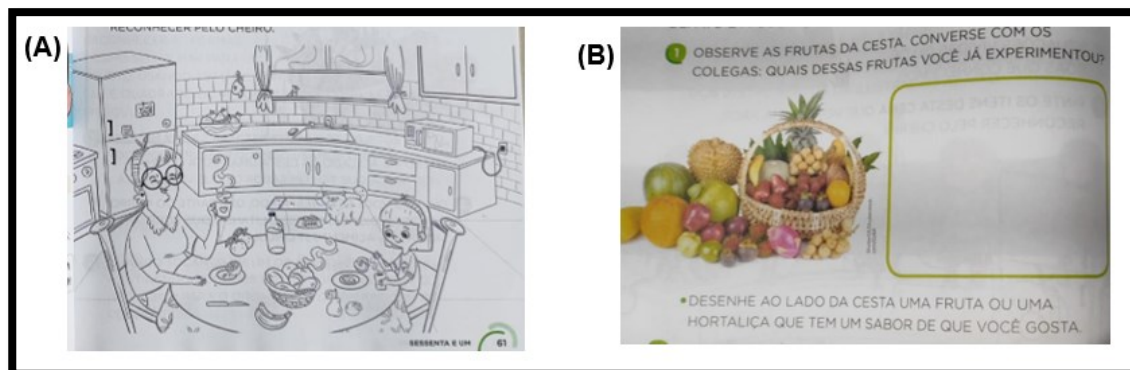 (A)
RECONHECER PELO CHEIRO.
SESSENTA E UM 61
(B)
1 OBSERVE AS FRUTAS DA CESTA. CONVERSE COM OS
COLEGAS: QUAIS DESSAS FRUTAS VOCÊ JÁ EXPERIMENTOU?
• DESENHE AO LADO DA CESTA UMA FRUTA OU UMA
HORTALIÇA QUE TEM UM SABOR DE QUE VOCÊ GOSTA.